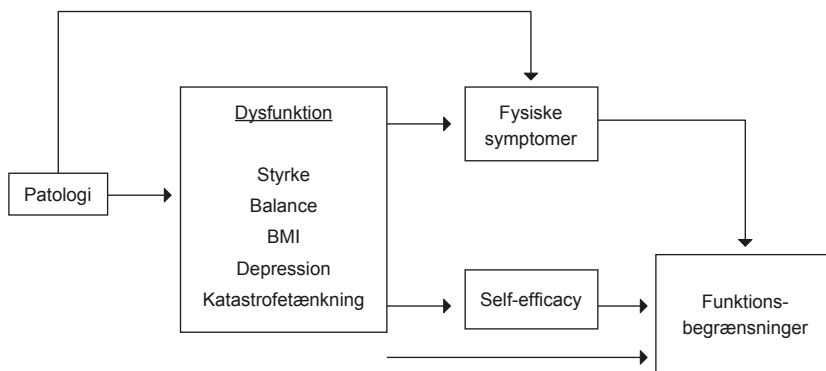 Patologi
Dysfunktion
Styrke
Balance
BMI
Depression
Katastrofetænkning
Fysiske
symptomer
Self-efficacy
Funktions-
begrænsninger